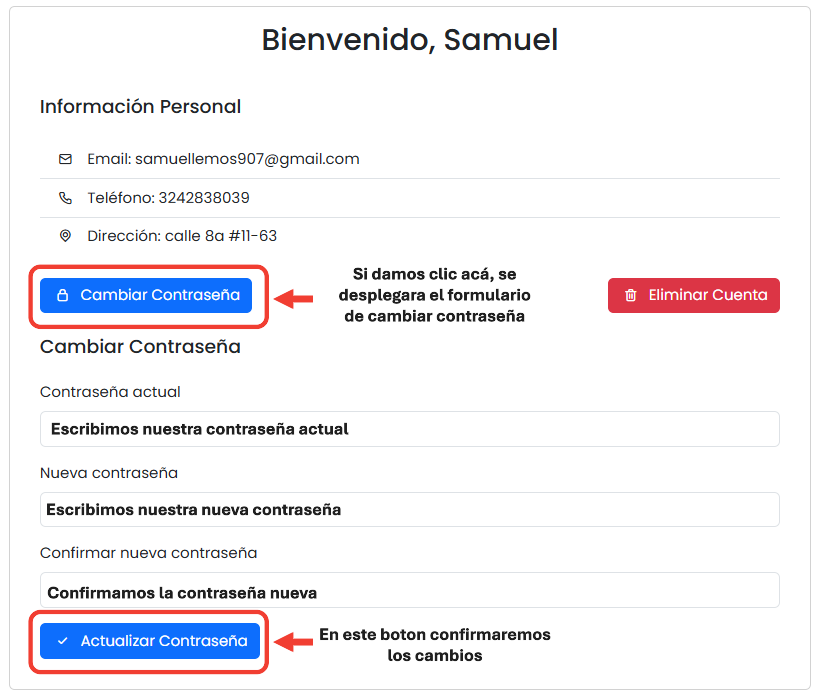 Bienvenido, Samuel
Información Personal
Email: samuellemos907@gmail.com
Teléfono: 3242838039
Dirección: calle 8a #11-63
Cambiar Contraseña
Si damos clic acá, se
desplegara el formulario
de cambiar contraseña
Eliminar Cuenta
Cambiar Contraseña
Contraseña actual
Escribimos nuestra contraseña actual
Nueva contraseña
Escribimos nuestra nueva contraseña
Confirmar nueva contraseña
Confirmamos la contraseña nueva
Actualizar Contraseña
En este boton confirmaremos
los cambios